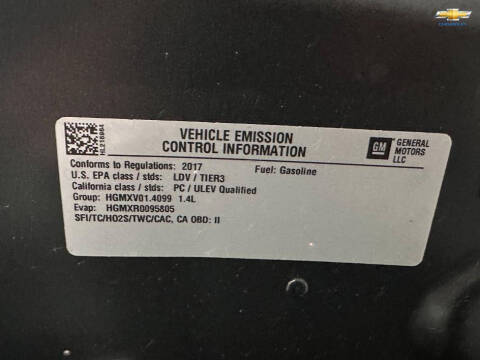 CHEVROLET
VEHICLE EMISSION
CONTROL INFORMATION
GM
GENERAL
MOTORS
LLC
HL218964
Conforms to Regulations: 2017
Fuel: Gasoline
U.S. EPA class / stds: LDV / TIER3
California class / stds: PC / ULEV Qualified
Group: HGMXV01.4099 1.4L
Evap: HGMXR0095805
SFI/TC/HO2S/TWC/CAC, CA OBD: II